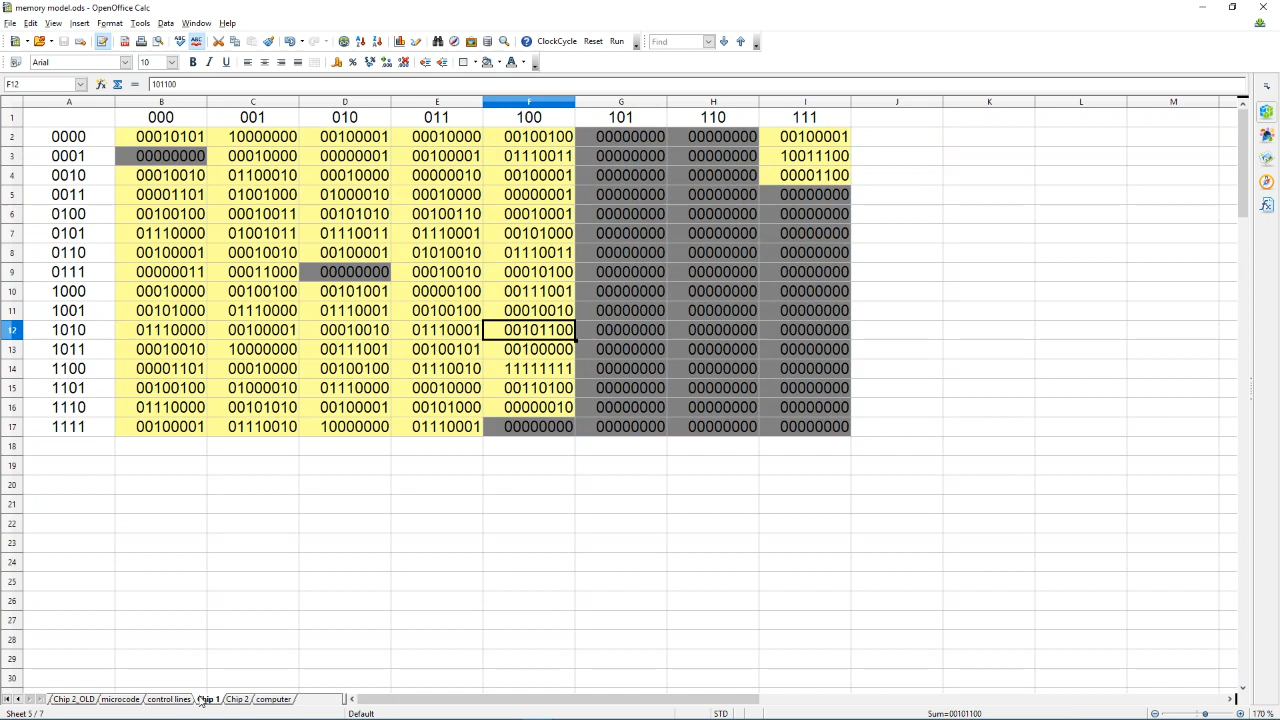 memory model.ods - OpenOffice Calc
File Edit View Insert Format Tools Data Window Help
ClockCycle Reset Run Find
Arial 10
F12 101100
A B C D E F G H I J K L M
1 000 001 010 011 100 101 110 111
2 0000 00010101 10000000 00100001 00010000 00100100 00000000 00000000 00100001
3 0001 00000000 00010000 00000001 00100001 01110011 00000000 00000000 10011100
4 0010 00010010 01100010 00010000 00000010 00100001 00000000 00000000 00001100
5 0011 00001101 01001000 01000010 00010000 00000001 00000000 00000000 00000000
6 0100 00100100 00010011 00101010 00100110 00010001 00000000 00000000 00000000
7 0101 01110000 01001011 01110011 01110001 00101000 00000000 00000000 00000000
8 0110 00100001 00010010 00100001 01010010 01110011 00000000 00000000 00000000
9 0111 00000011 00011000 00000000 00010010 00010100 00000000 00000000 00000000
10 1000 00010000 00100100 00101001 00000100 00111001 00000000 00000000 00000000
11 1001 00101000 01110000 01110001 00100100 00010010 00000000 00000000 00000000
12 1010 01110000 00100001 00010010 01110001 00101100 00000000 00000000 00000000
13 1011 00010010 10000000 00111001 00100101 00100000 00000000 00000000 00000000
14 1100 00001101 00010000 00100100 01110010 11111111 00000000 00000000 00000000
15 1101 00100100 01000010 01110000 00010000 00110100 00000000 00000000 00000000
16 1110 01110000 00101010 00100001 00101000 00000010 00000000 00000000 00000000
17 1111 00100001 01110010 10000000 01110001 00000000 00000000 00000000 00000000
18
19
20
21
22
23
24
25
26
27
28
29
30
Chip 2_OLD microcode control lines Chip 1 Chip 2 computer
Sheet 5 / 7 Default STD Sum=00101100 170 %